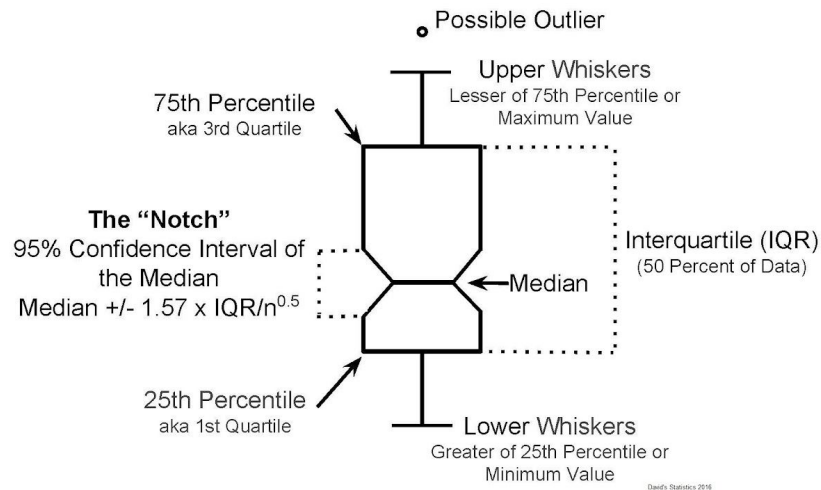 Possible Outlier
Upper Whiskers
Lesser of 75th Percentile or
Maximum Value
75th Percentile
aka 3rd Quartile
The “Notch”
95% Confidence Interval of
the Median
Median +/- 1.57 x IQR/n^0.5
Interquartile (IQR)
(50 Percent of Data)
Median
25th Percentile
aka 1st Quartile
Lower Whiskers
Greater of 25th Percentile or
Minimum Value
David's Statistics 2016